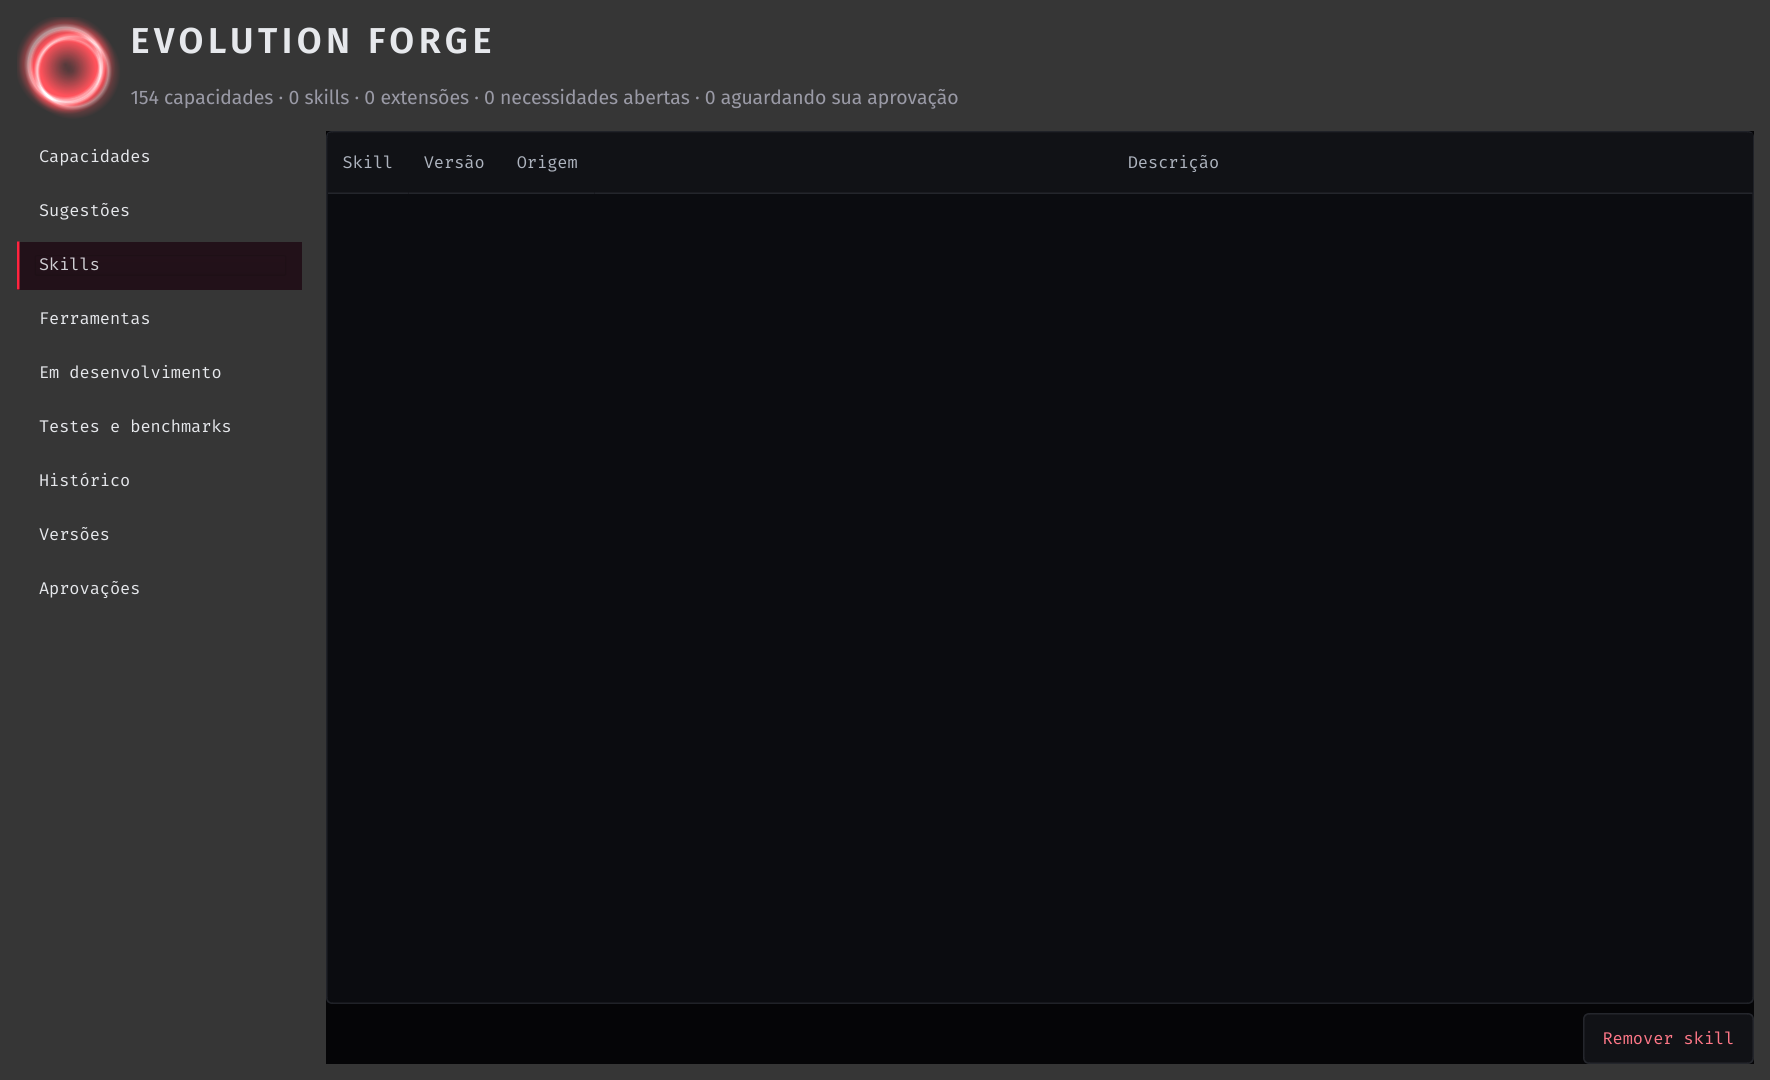 EVOLUTION FORGE
154 capacidades · 0 skills · 0 extensões · 0 necessidades abertas · 0 aguardando sua aprovação
Capacidades
Sugestões
Skills
Ferramentas
Em desenvolvimento
Testes e benchmarks
Histórico
Versões
Aprovações
Skill Versão Origem Descrição
Remover skill